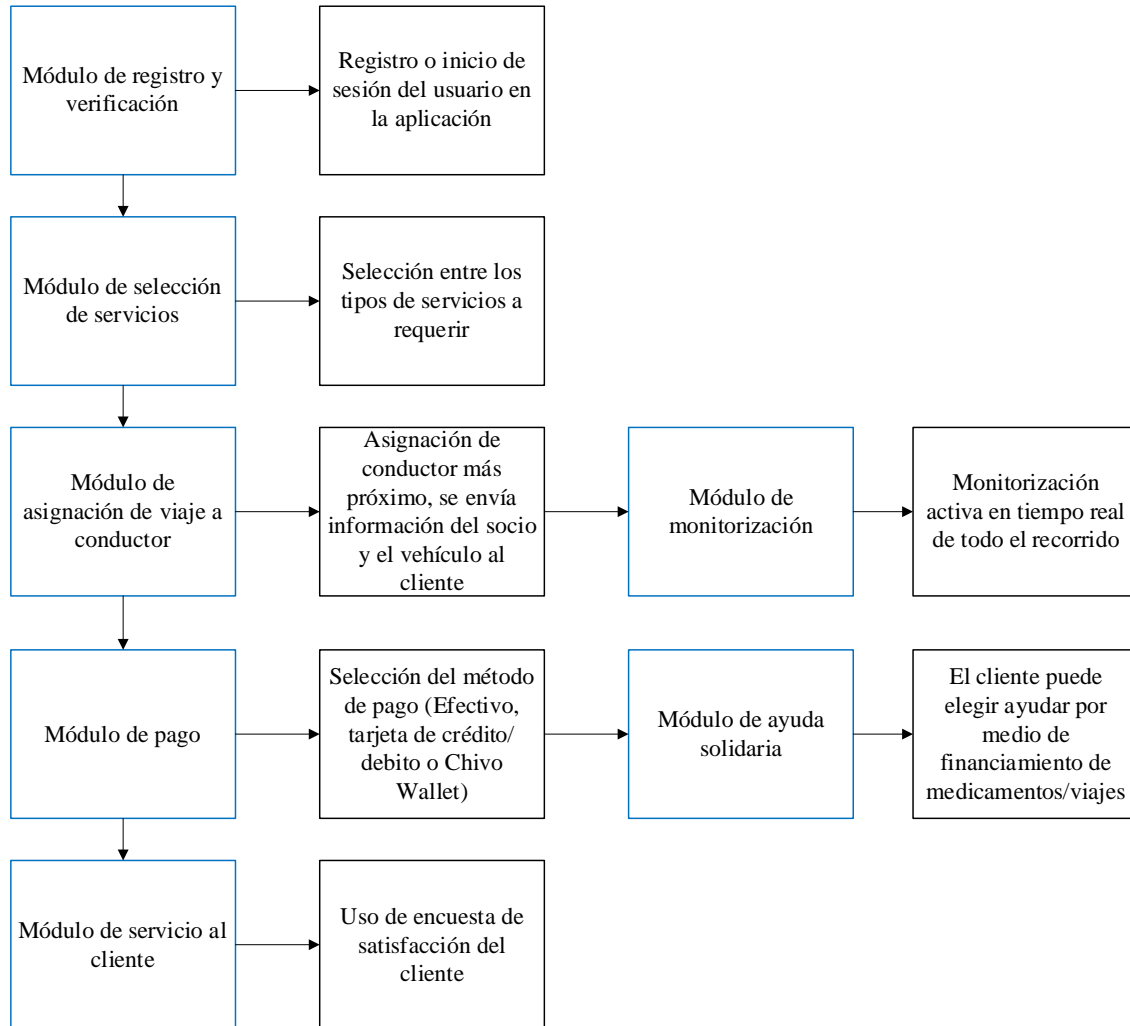 Módulo de registro y
verificación
Registro o inicio de
sesión del usuario en
la aplicación
Módulo de selección
de servicios
Selección entre los
tipos de servicios a
requerir
Módulo de
asignación de viaje a
conductor
Asignación de
conductor más
próximo, se envía
información del socio
y el vehículo al
cliente
Módulo de
monitorización
Monitorización
activa en tiempo real
de todo el recorrido
Módulo de pago
Selección del método
de pago (Efectivo,
tarjeta de crédito/
debito o Chivo
Wallet)
Módulo de ayuda
solidaria
El cliente puede
elegir ayudar por
medio de
financiamiento de
medicamentos/viajes
Módulo de servicio al
cliente
Uso de encuesta de
satisfacción del
cliente